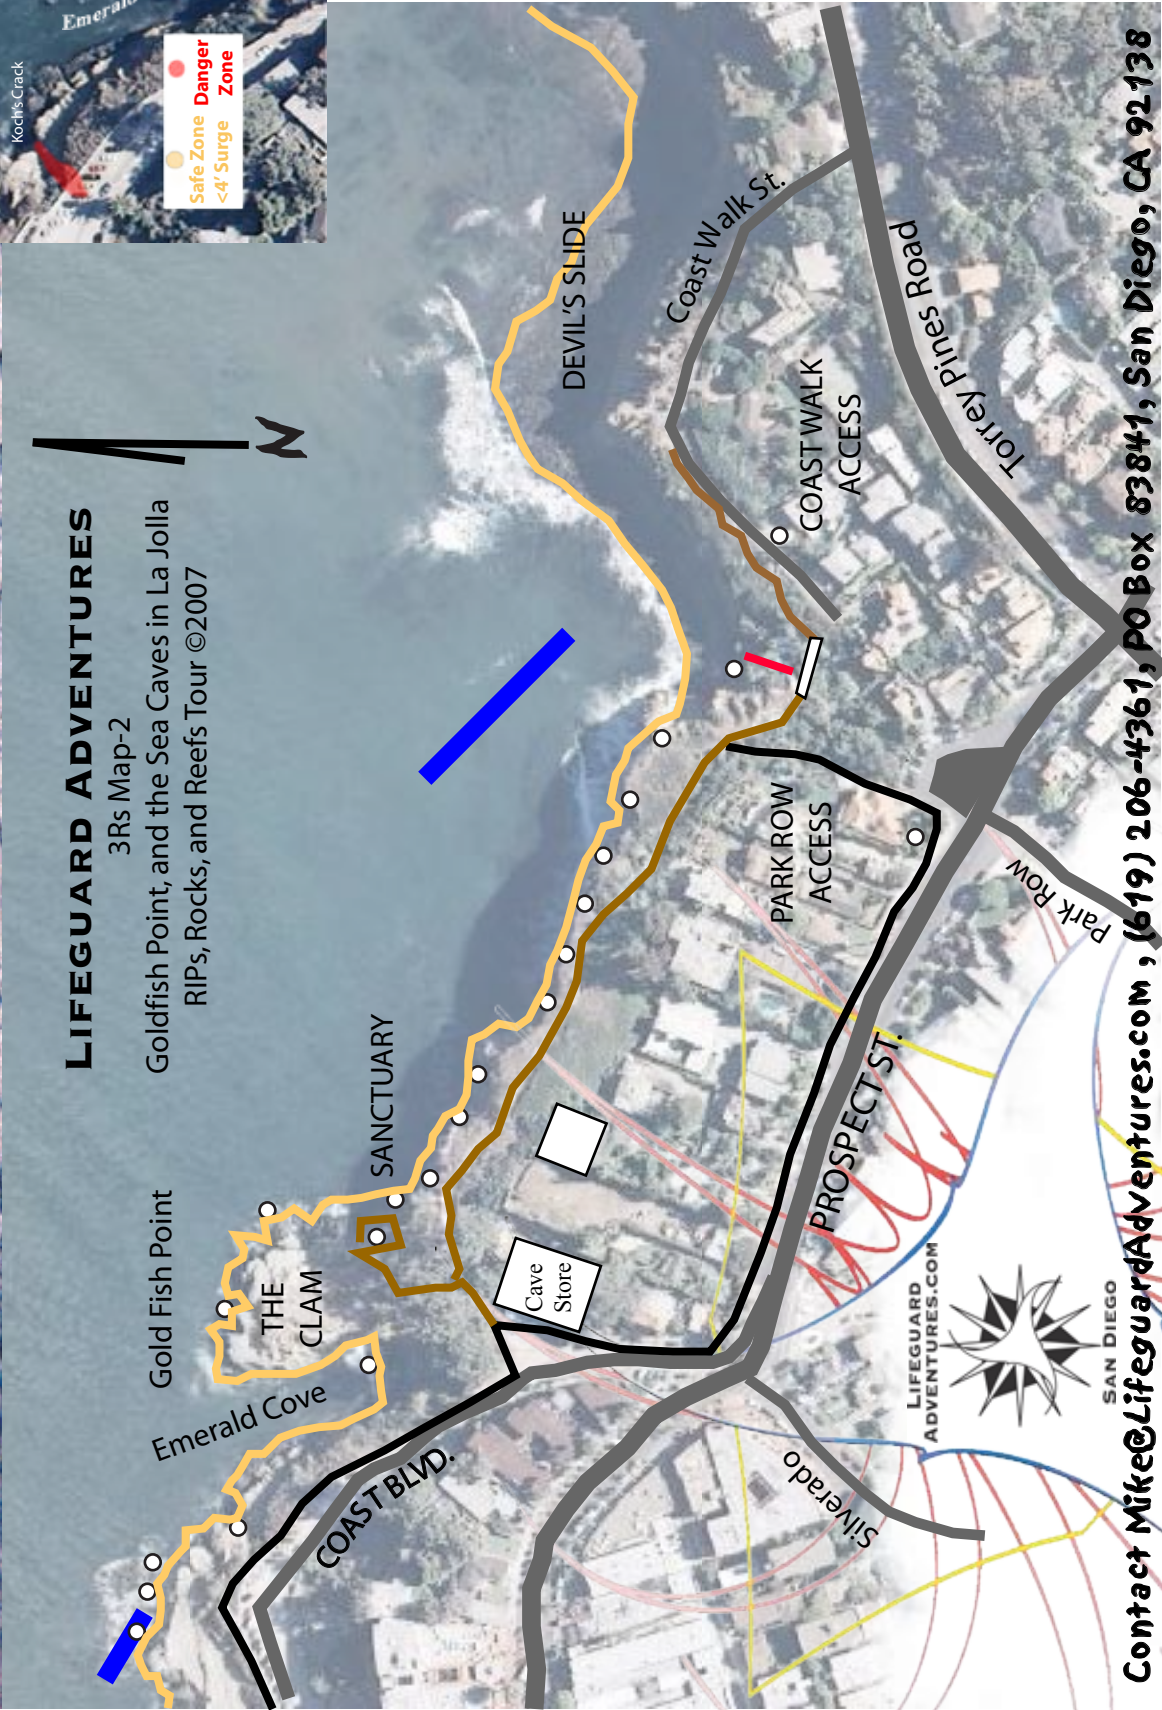 LIFEGUARD ADVENTURES
3Rs Map-2
Goldfish Point, and the Sea Caves in La Jolla
RIPs, Rocks, and Reefs Tour ©2007
N
Koch's Crack
Emerald
Safe Zone
<4' Surge
Danger
Zone
Gold Fish Point
Emerald Cove
THE
CLAM
SANCTUARY
DEVIL'S SLIDE
Coast Walk St.
COAST WALK
ACCESS
Torrey Pines Road
PARK ROW
ACCESS
Park Row
Cave
Store
COAST BLVD.
PROSPECT ST.
Silverado
LIFEGUARD
ADVENTURES.COM
SAN DIEGO
Contact Mike@LifeguardAdventures.com , (619) 206-4361, PO Box 83841, San Diego, CA 92138